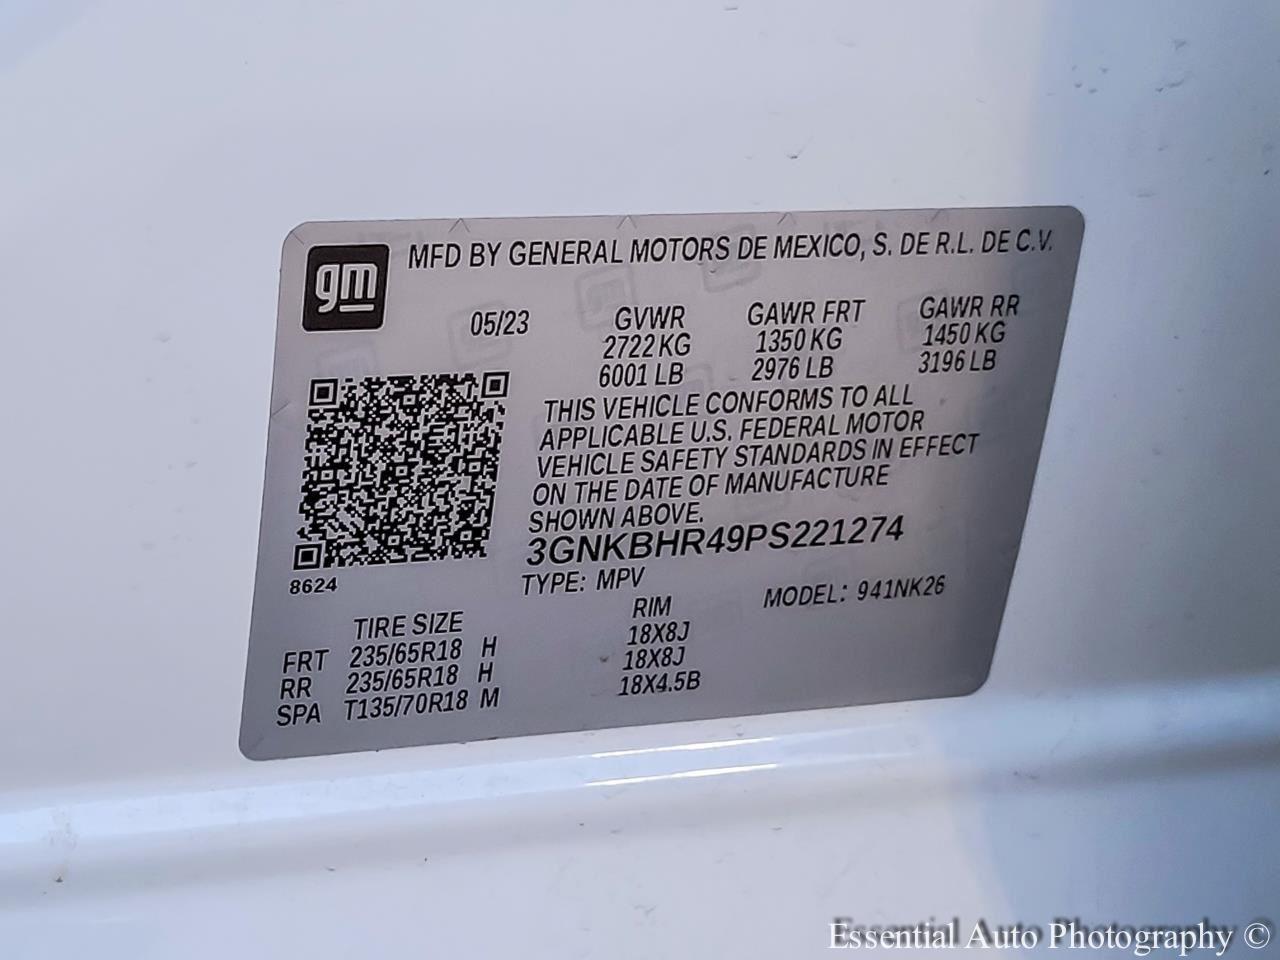 gm MFD BY GENERAL MOTORS DE MEXICO, S. DE R.L. DE C.V.
05/23 GVWR GAWR FRT GAWR RR
2722 KG 1350 KG 1450 KG
6001 LB 2976 LB 3196 LB
THIS VEHICLE CONFORMS TO ALL
APPLICABLE U.S. FEDERAL MOTOR
VEHICLE SAFETY STANDARDS IN EFFECT
ON THE DATE OF MANUFACTURE
SHOWN ABOVE.
3GNKBHR49PS221274
8624 TYPE: MPV MODEL: 941NK26
TIRE SIZE RIM
FRT 235/65R18 H 18X8J
RR 235/65R18 H 18X8J
SPA T135/70R18 M 18X4.5B
Essential Auto Photography ©